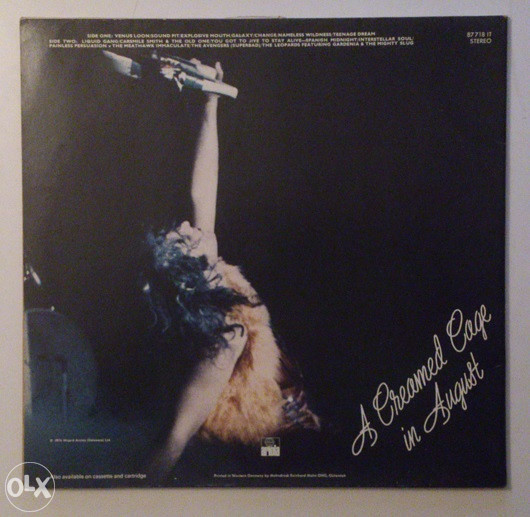 SIDE ONE: VENUS LOON/SOUND PIT/EXPLOSIVE MOUTH/GALAXY/CHANGE/NAMELESS WILDNESS/TEENAGE DREAM
SIDE TWO: LIQUID GANG/CARSMILE SMITH & THE OLD ONE/YOU GOT TO JIVE TO STAY ALIVE—SPANISH MIDNIGHT/INTERSTELLAR SOUL/
PAINLESS PERSUASION v THE MEATHAWK IMMACULATE/THE AVENGERS (SUPERBAD)/THE LEOPARDS FEATURING GARDENIA & THE MIGHTY SLUG
87 718 IT
STEREO
A Creamed Cage
in August
ariola
also available on cassette and cartridge
OLX